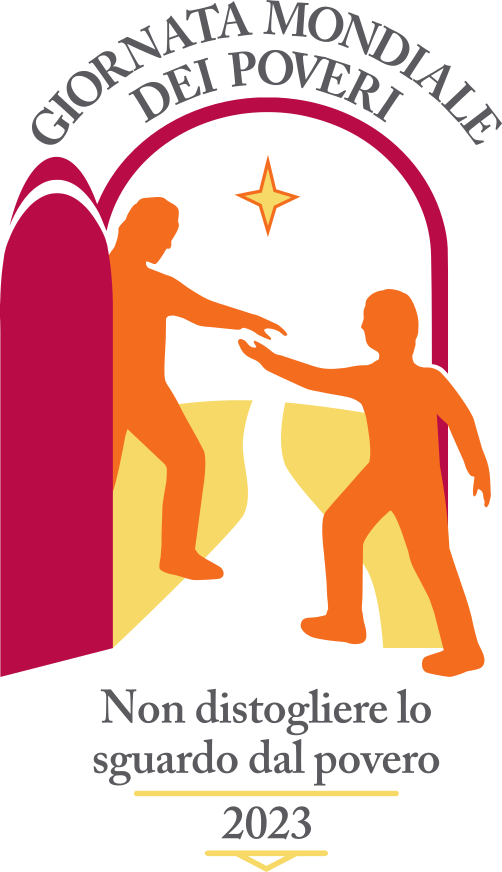 GIORNATA MONDIALE
DEI POVERI
Non distogliere lo
sguardo dal povero
2023